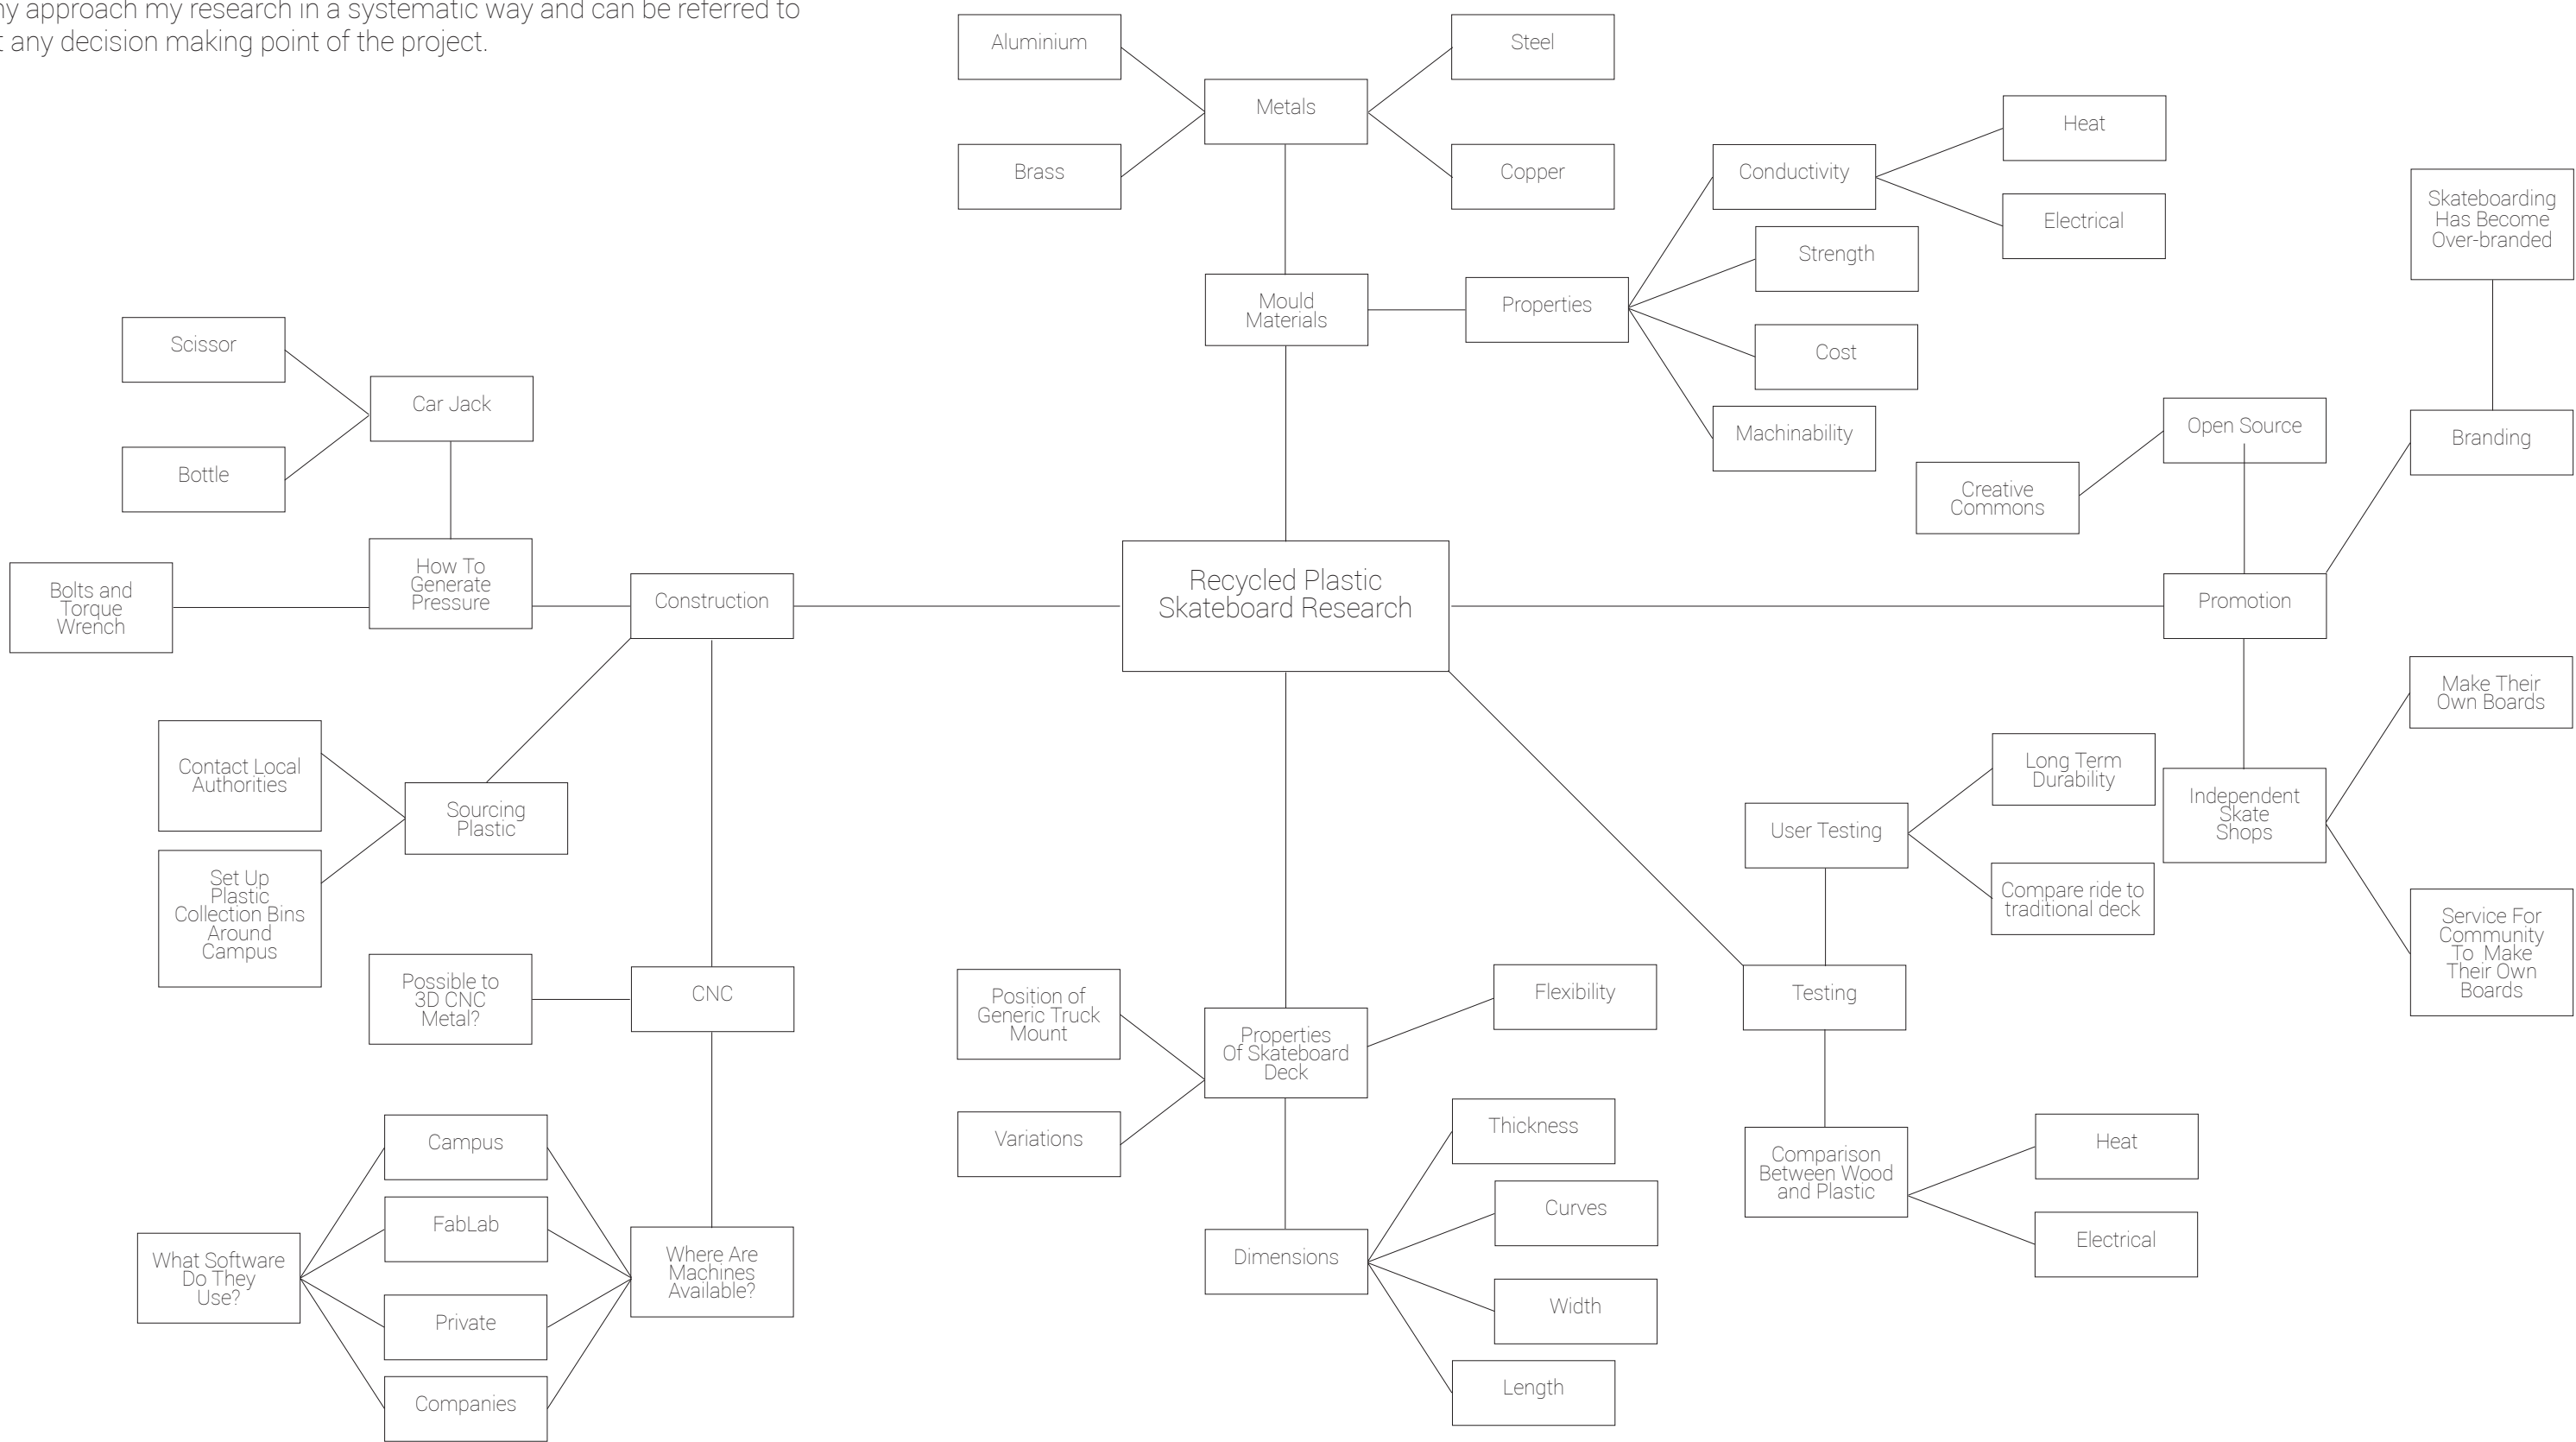 ny approach my research in a systematic way and can be referred to
t any decision making point of the project.
Aluminium
Steel
Metals
Brass
Copper
Heat
Conductivity
Electrical
Strength
Mould
Materials
Properties
Cost
Machinability
Skateboarding
Has Become
Over-branded
Branding
Open Source
Creative
Commons
Scissor
Car Jack
Bottle
How To
Generate
Pressure
Bolts and
Torque
Wrench
Construction
Recycled Plastic
Skateboard Research
Promotion
Make Their
Own Boards
Independent
Skate
Shops
Service For
Community
To Make
Their Own
Boards
Contact Local
Authorities
Sourcing
Plastic
Set Up
Plastic
Collection Bins
Around
Campus
Possible to
3D CNC
Metal?
CNC
Campus
FabLab
Private
Companies
What Software
Do They
Use?
Where Are
Machines
Available?
Position of
Generic Truck
Mount
Variations
Properties
Of Skateboard
Deck
Flexibility
Dimensions
Thickness
Curves
Width
Length
Long Term
Durability
User Testing
Compare ride to
traditional deck
Testing
Comparison
Between Wood
and Plastic
Heat
Electrical